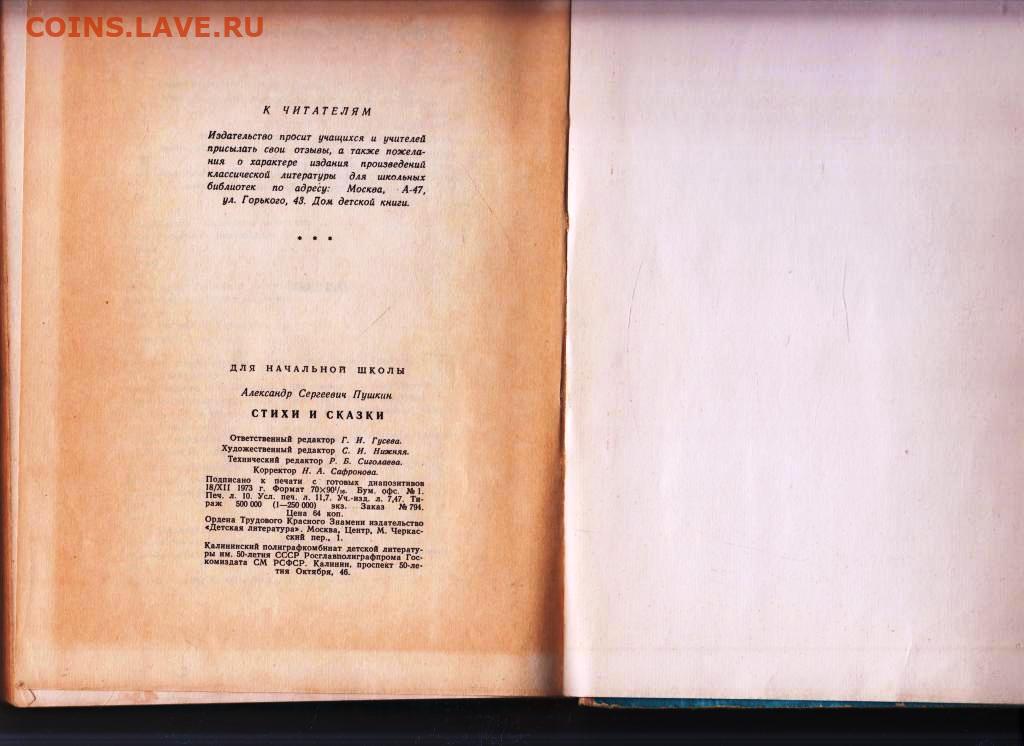 COINS.LAVE.RU
К ЧИТАТЕЛЯМ
Издательство просит учащихся и учителей
присылать свои отзывы, а также пожела-
ния о характере издания произведений
классической литературы для школьных
библиотек по адресу: Москва, А-47,
ул. Горького, 43. Дом детской книги.
* * *
ДЛЯ НАЧАЛЬНОЙ ШКОЛЫ
Александр Сергеевич Пушкин
СТИХИ И СКАЗКИ
Ответственный редактор Г. И. Гусева.
Художественный редактор С. И. Нижняя.
Технический редактор Р. Б. Сиголаева.
Корректор Н. А. Сафронова.
Подписано к печати с готовых диапозитивов
18/XII 1973 г. Формат 70×90¹/₁₆. Бум. офс. № 1.
Печ. л. 10. Усл. печ. л. 11,7. Уч.-изд. л. 7,47. Ти-
раж 500 000 (1—250 000) экз. Заказ № 794.
Цена 64 коп.
Ордена Трудового Красного Знамени издательство
«Детская литература». Москва, Центр, М. Черкас-
ский пер., 1.
Калининский полиграфкомбинат детской литерату-
ры им. 50-летия СССР Росглавполиграфпрома Гос-
комиздата СМ РСФСР. Калинин, проспект 50-ле-
тия Октября, 46.